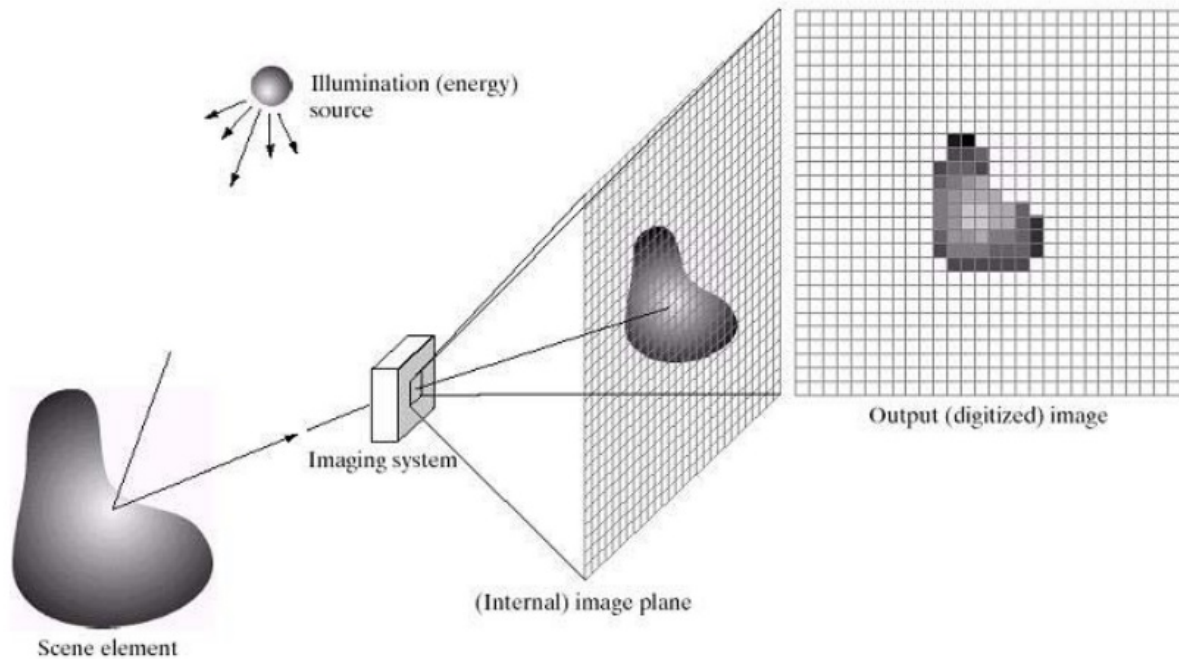 Illumination (energy)
source
Output (digitized) image
Imaging system
(Internal) image plane
Scene element